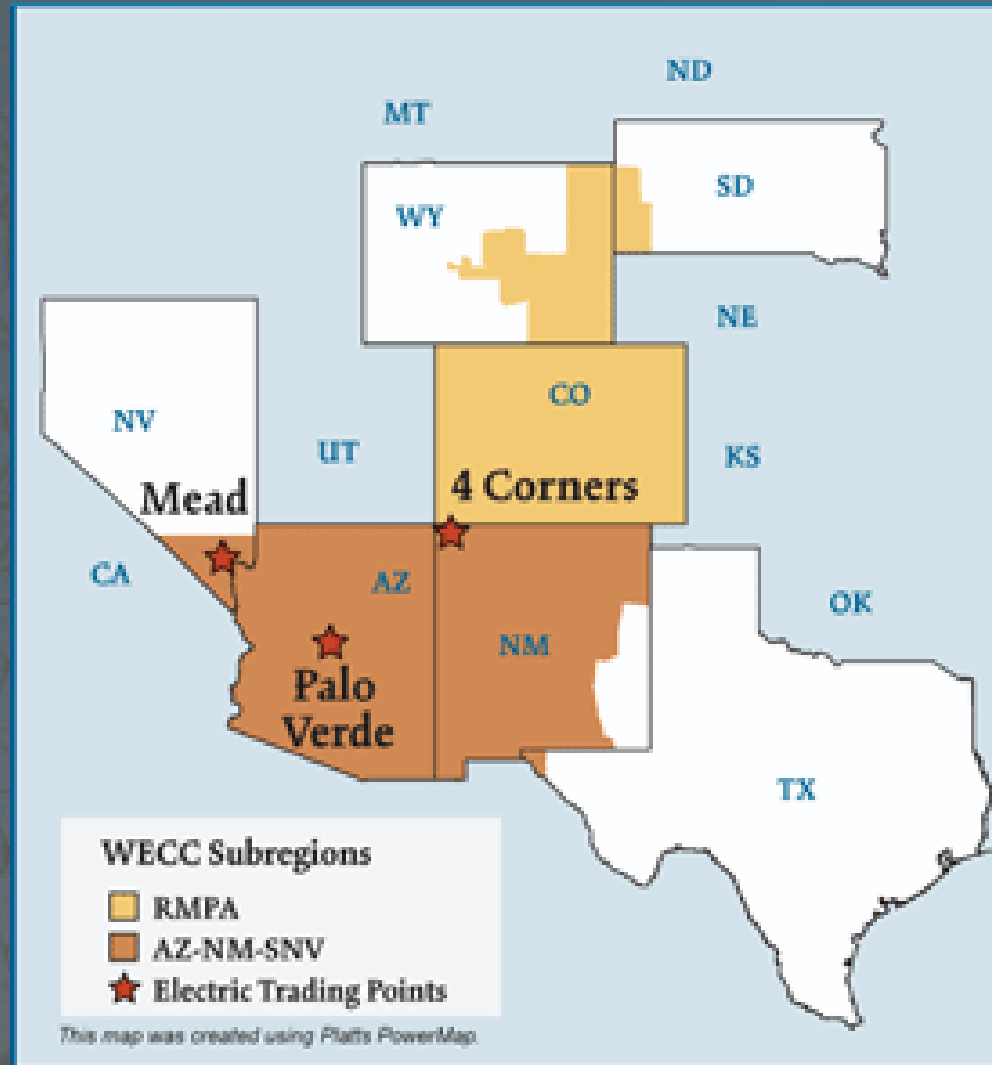 ND
MT
SD
WY
NE
CO
NV
UT
KS
4 Corners
Mead
CA
AZ
OK
NM
Palo
Verde
TX
WECC Subregions
RMPA
AZ-NM-SNV
Electric Trading Points
This map was created using Platts PowerMap.